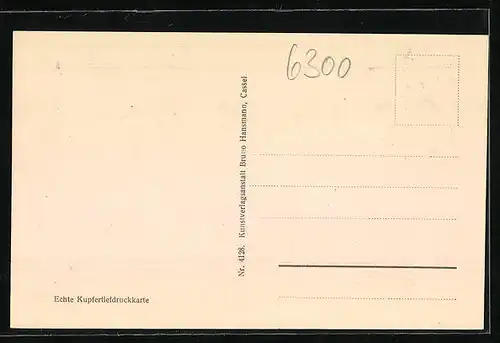 6300
Nr. 4128. Kunstverlagsanstalt Bruno Hansmann, Cassel.
Echte Kupfertiefdruckkarte